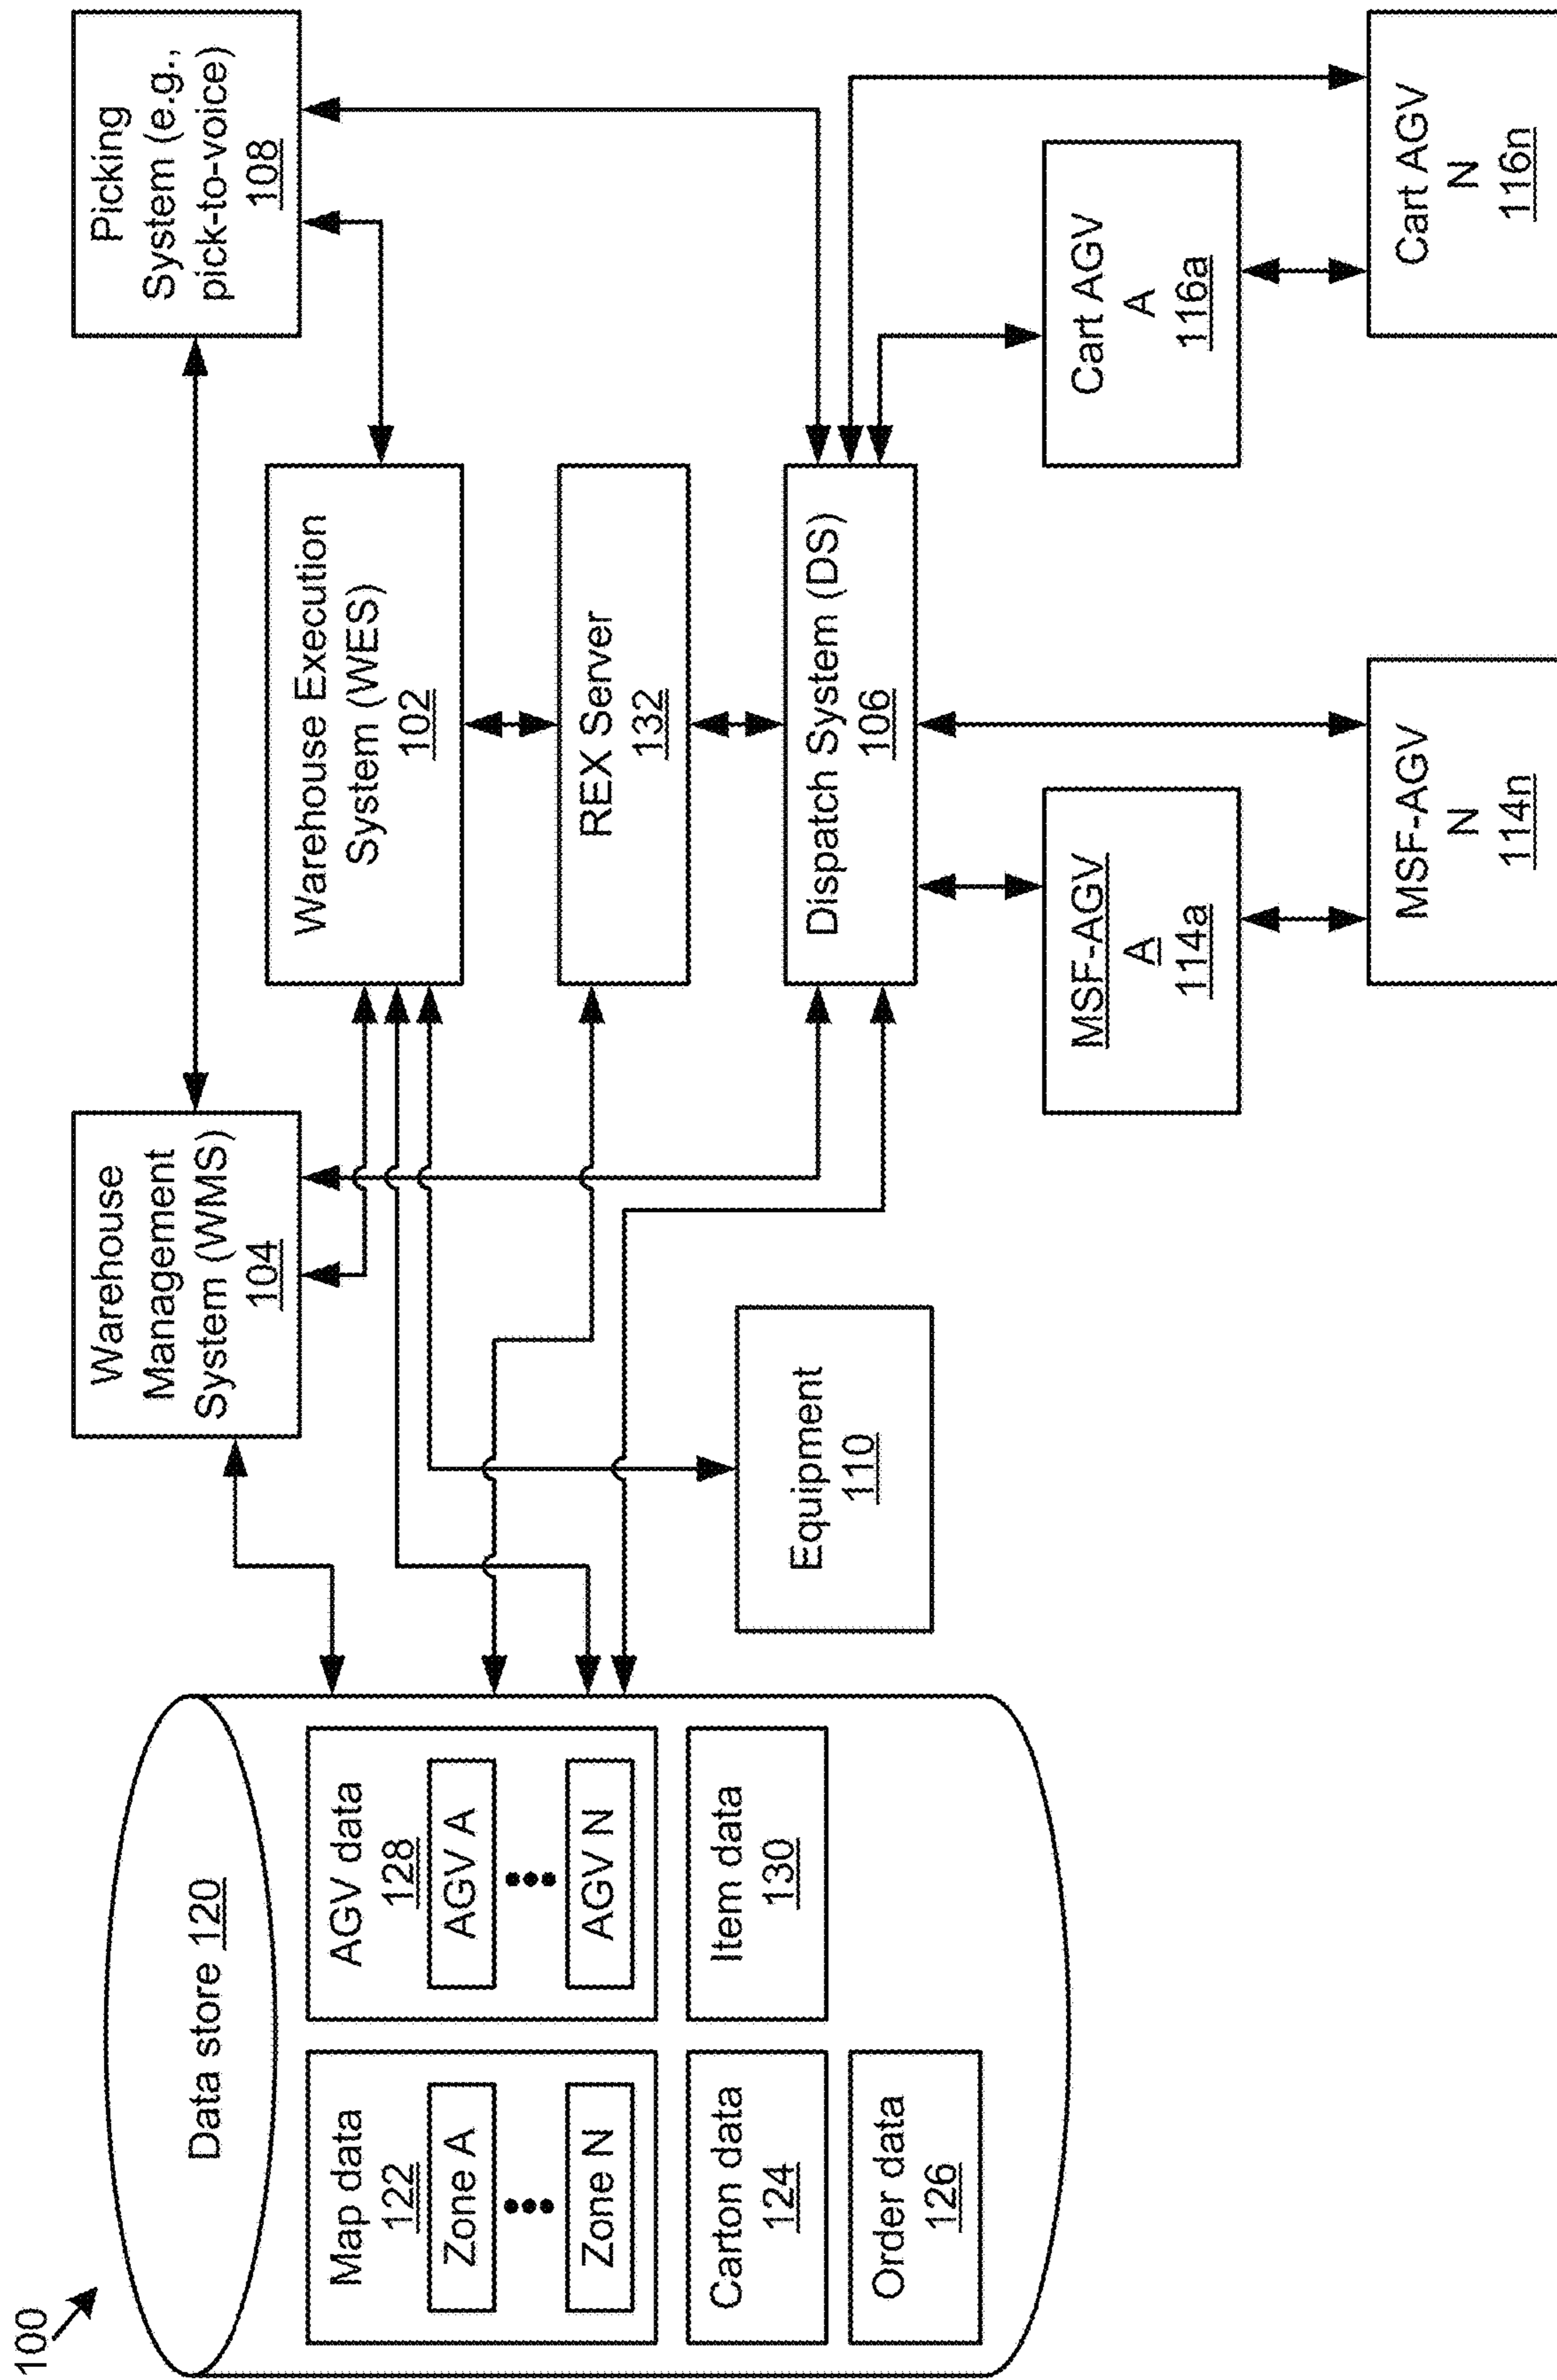 100
Data store 120
Map data
122
Zone A
Zone N
AGV data
128
AGV A
AGV N
Carton data
124
Item data
130
Order data
126
Warehouse
Management
System (WMS)
104
Picking
System (e.g.,
pick-to-voice)
108
Warehouse Execution
System (WES)
102
REX Server
132
Equipment
110
Dispatch System (DS)
106
MSF-AGV
A
114a
Cart AGV
A
116a
MSF-AGV
N
114n
Cart AGV
N
116n